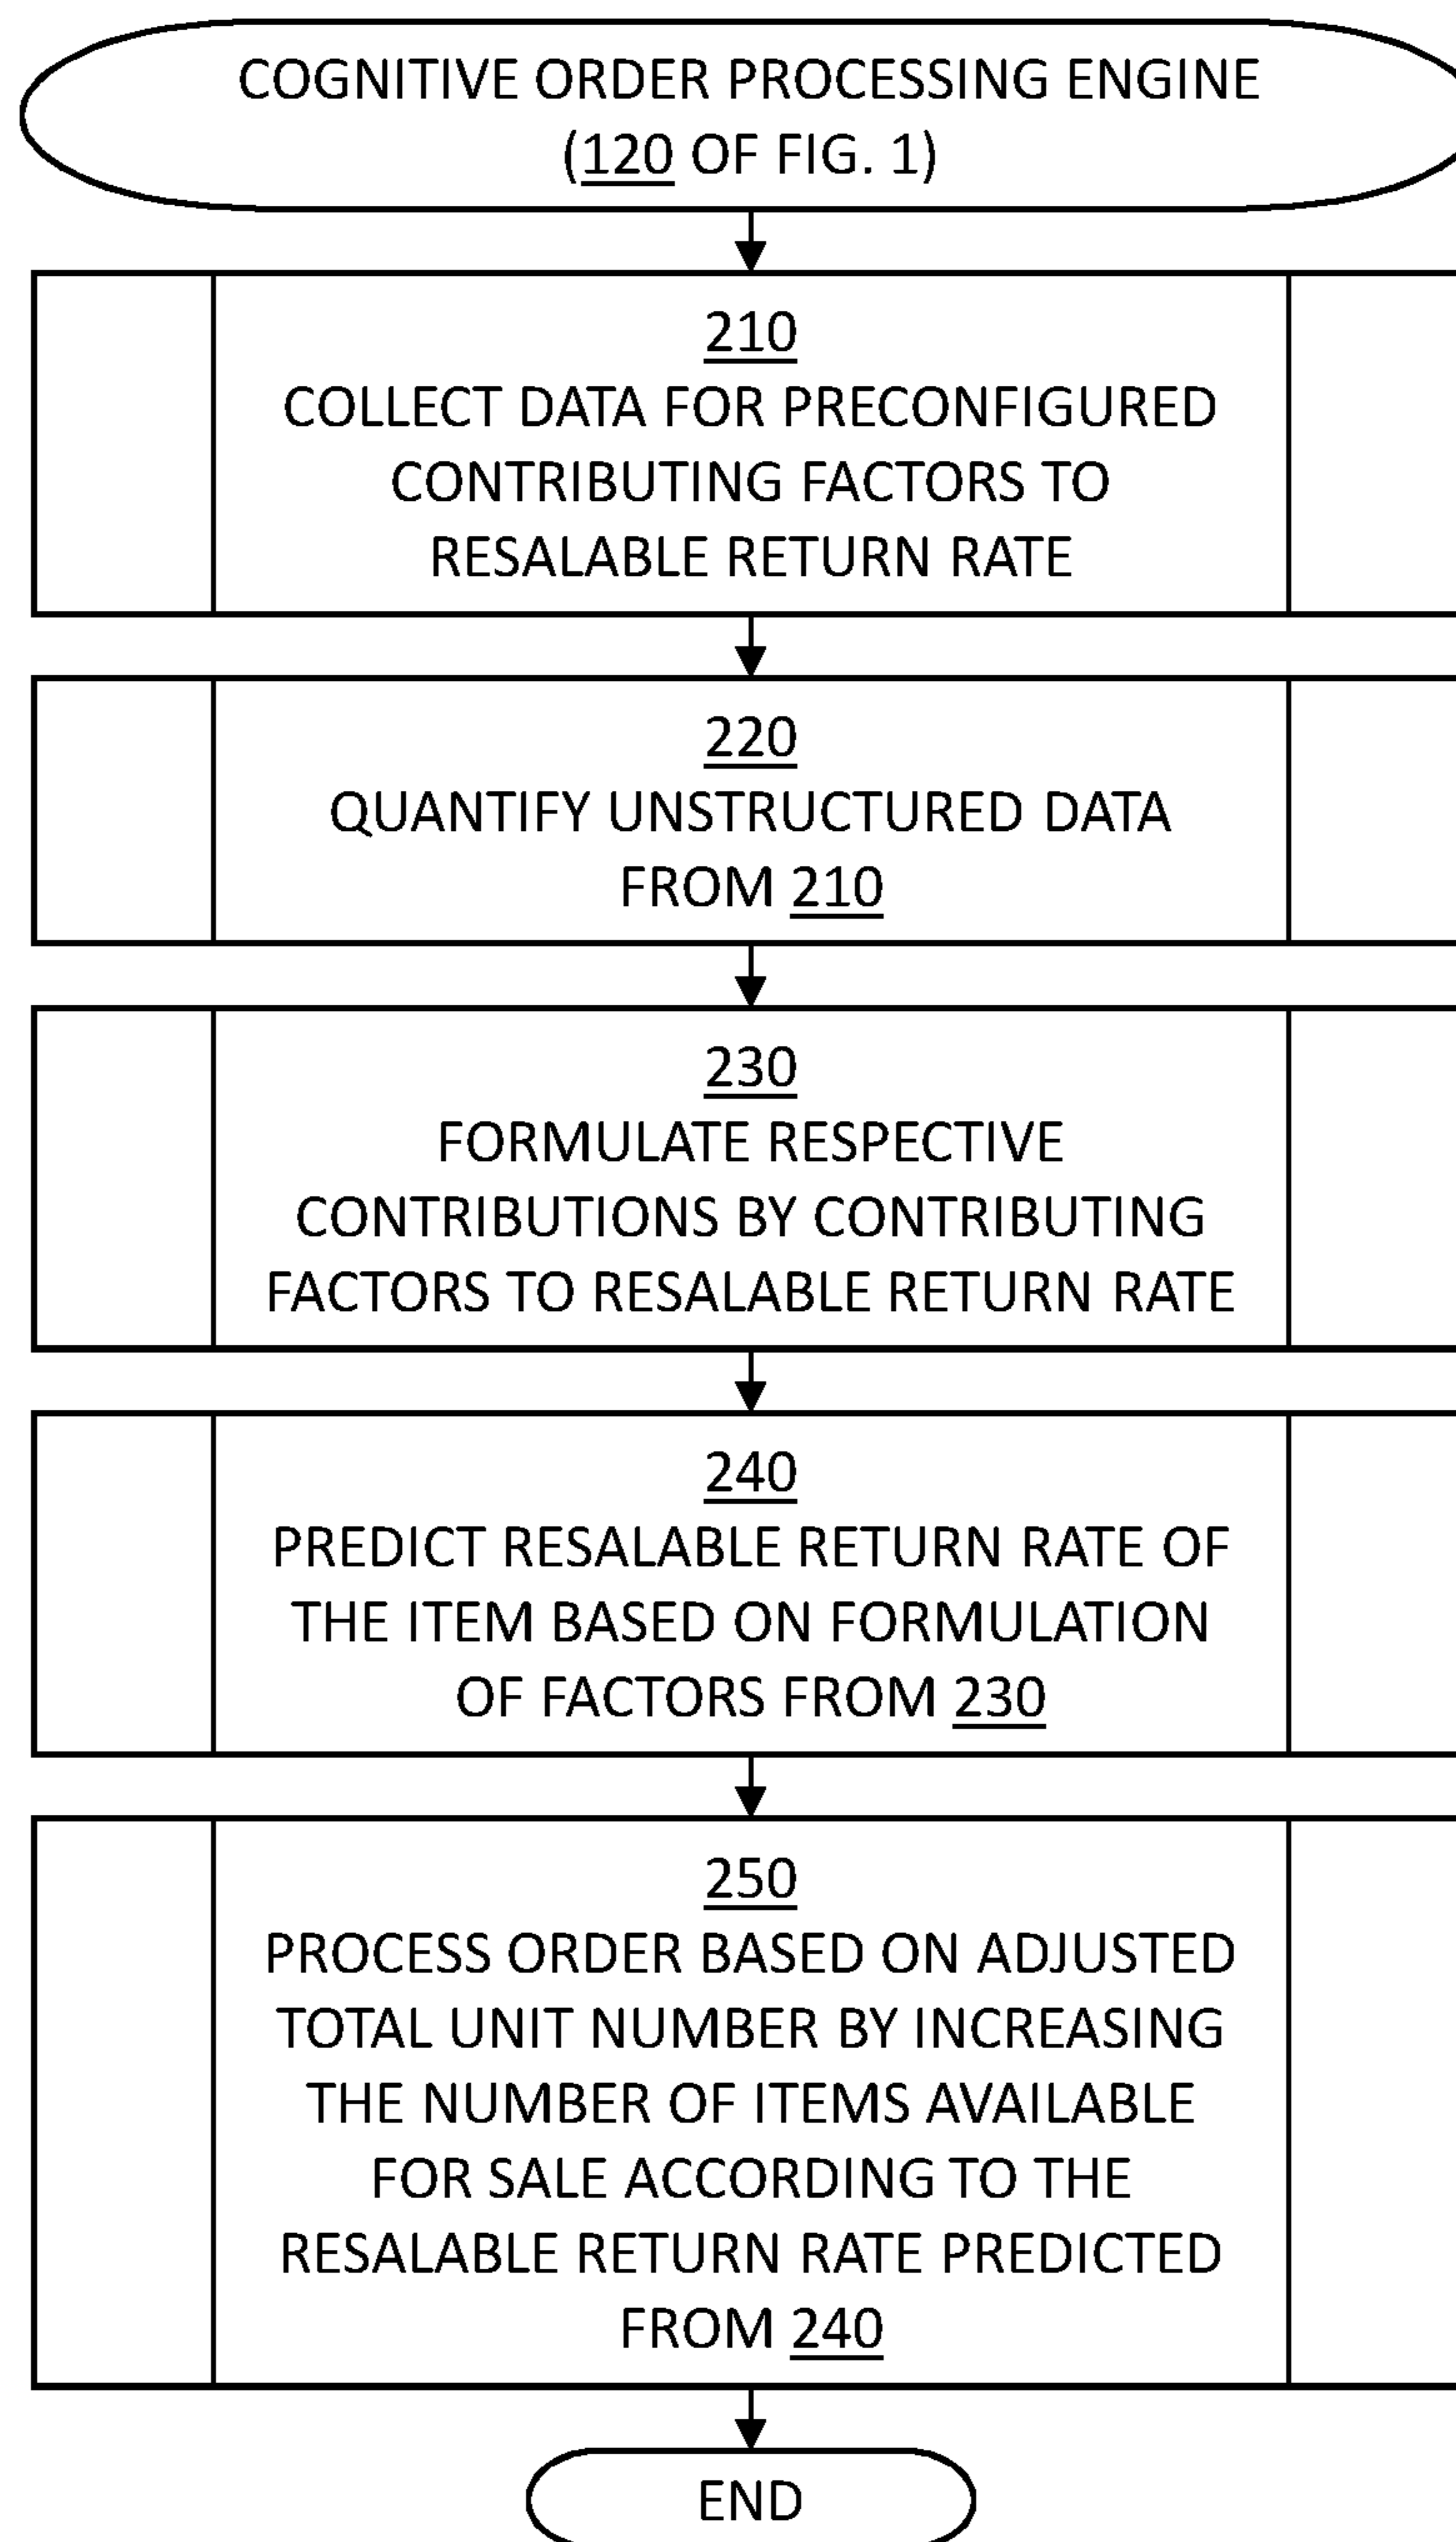 COGNITIVE ORDER PROCESSING ENGINE
(120 OF FIG. 1)
210
COLLECT DATA FOR PRECONFIGURED
CONTRIBUTING FACTORS TO
RESALABLE RETURN RATE
220
QUANTIFY UNSTRUCTURED DATA
FROM 210
230
FORMULATE RESPECTIVE
CONTRIBUTIONS BY CONTRIBUTING
FACTORS TO RESALABLE RETURN RATE
240
PREDICT RESALABLE RETURN RATE OF
THE ITEM BASED ON FORMULATION
OF FACTORS FROM 230
250
PROCESS ORDER BASED ON ADJUSTED
TOTAL UNIT NUMBER BY INCREASING
THE NUMBER OF ITEMS AVAILABLE
FOR SALE ACCORDING TO THE
RESALABLE RETURN RATE PREDICTED
FROM 240
END